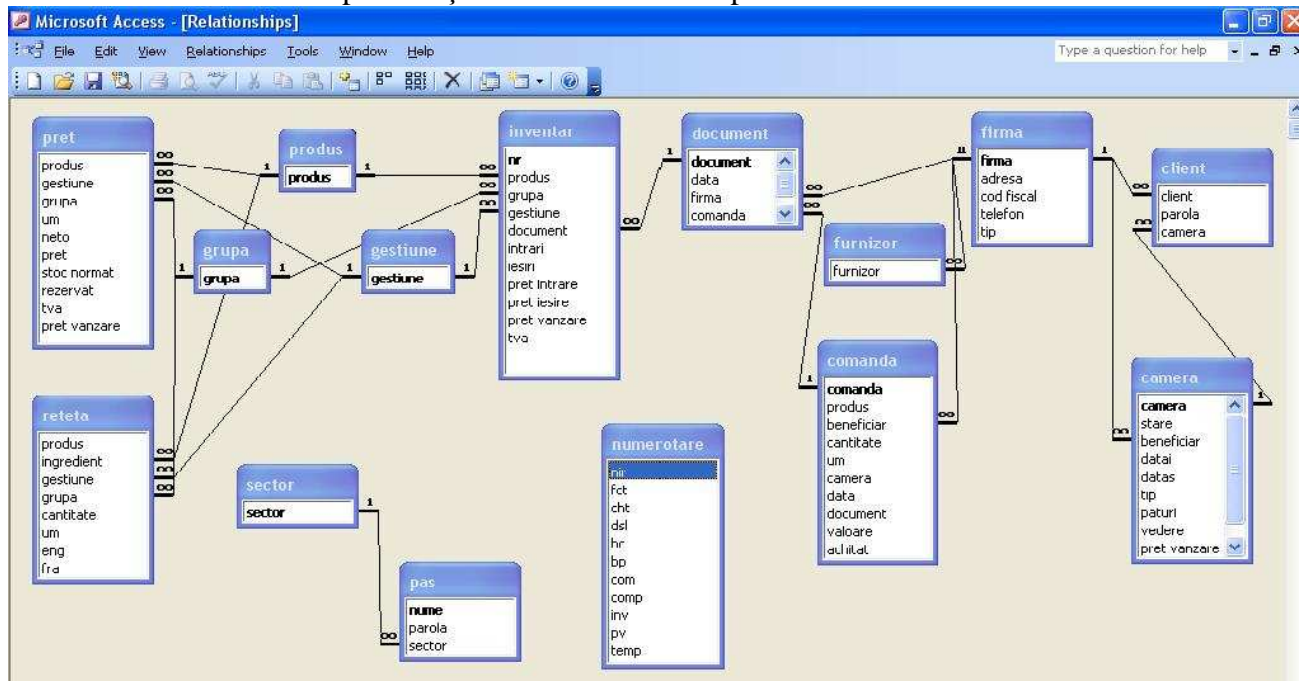 Microsoft Access - [Relationships]
File Edit View Relationships Tools Window Help
Type a question for help
pret
produs
gestiune
grupa
um
neto
pret
stoc normat
rezervat
tva
pret vanzare
produs
produs
grupa
grupa
gestiune
gestiune
inventar
nr
produs
grupa
gestiune
document
intrari
iesiri
pret intrare
pret iesire
pret vanzare
tva
document
document
data
firma
comanda
furnizor
furnizor
firma
firma
adresa
cod fiscal
telefon
tip
client
client
parola
camera
reteta
produs
ingredient
gestiune
grupa
cantitate
um
eng
fra
sector
sector
pas
nume
parola
sector
numerotare
nir
fct
cht
dsl
hr
bp
com
comp
inv
pv
temp
comanda
comanda
produs
beneficiar
cantitate
um
camera
data
document
valoare
achitat
camera
camera
stare
beneficiar
datai
datas
tip
paturi
vedere
pret vanzare